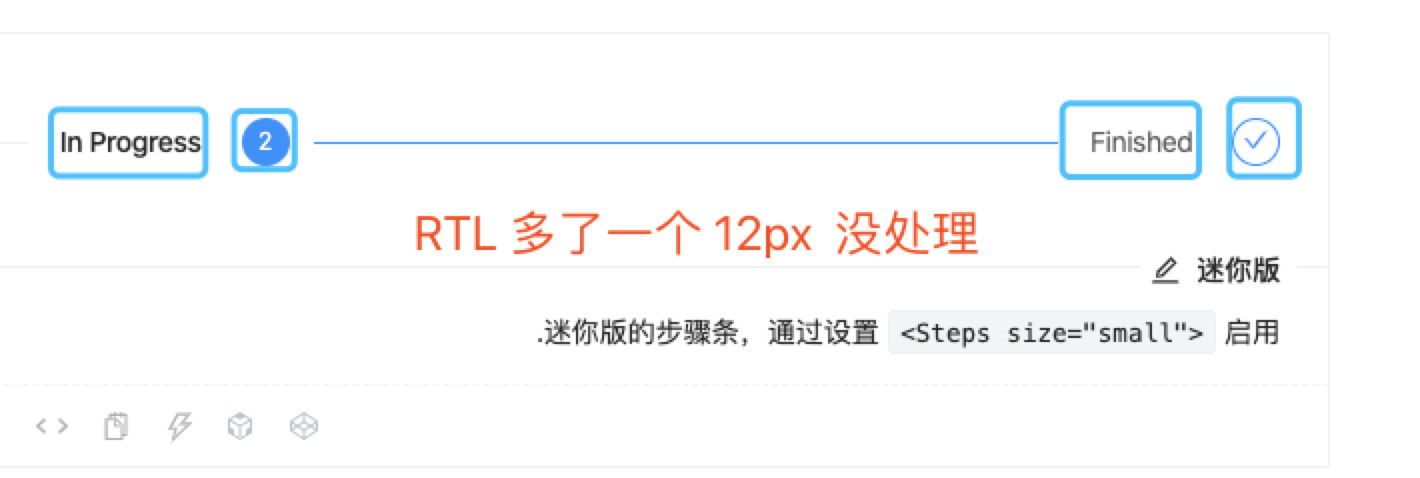 In Progress 2 Finished
RTL 多了一个 12px 没处理
迷你版
.迷你版的步骤条，通过设置 <Steps size="small"> 启用